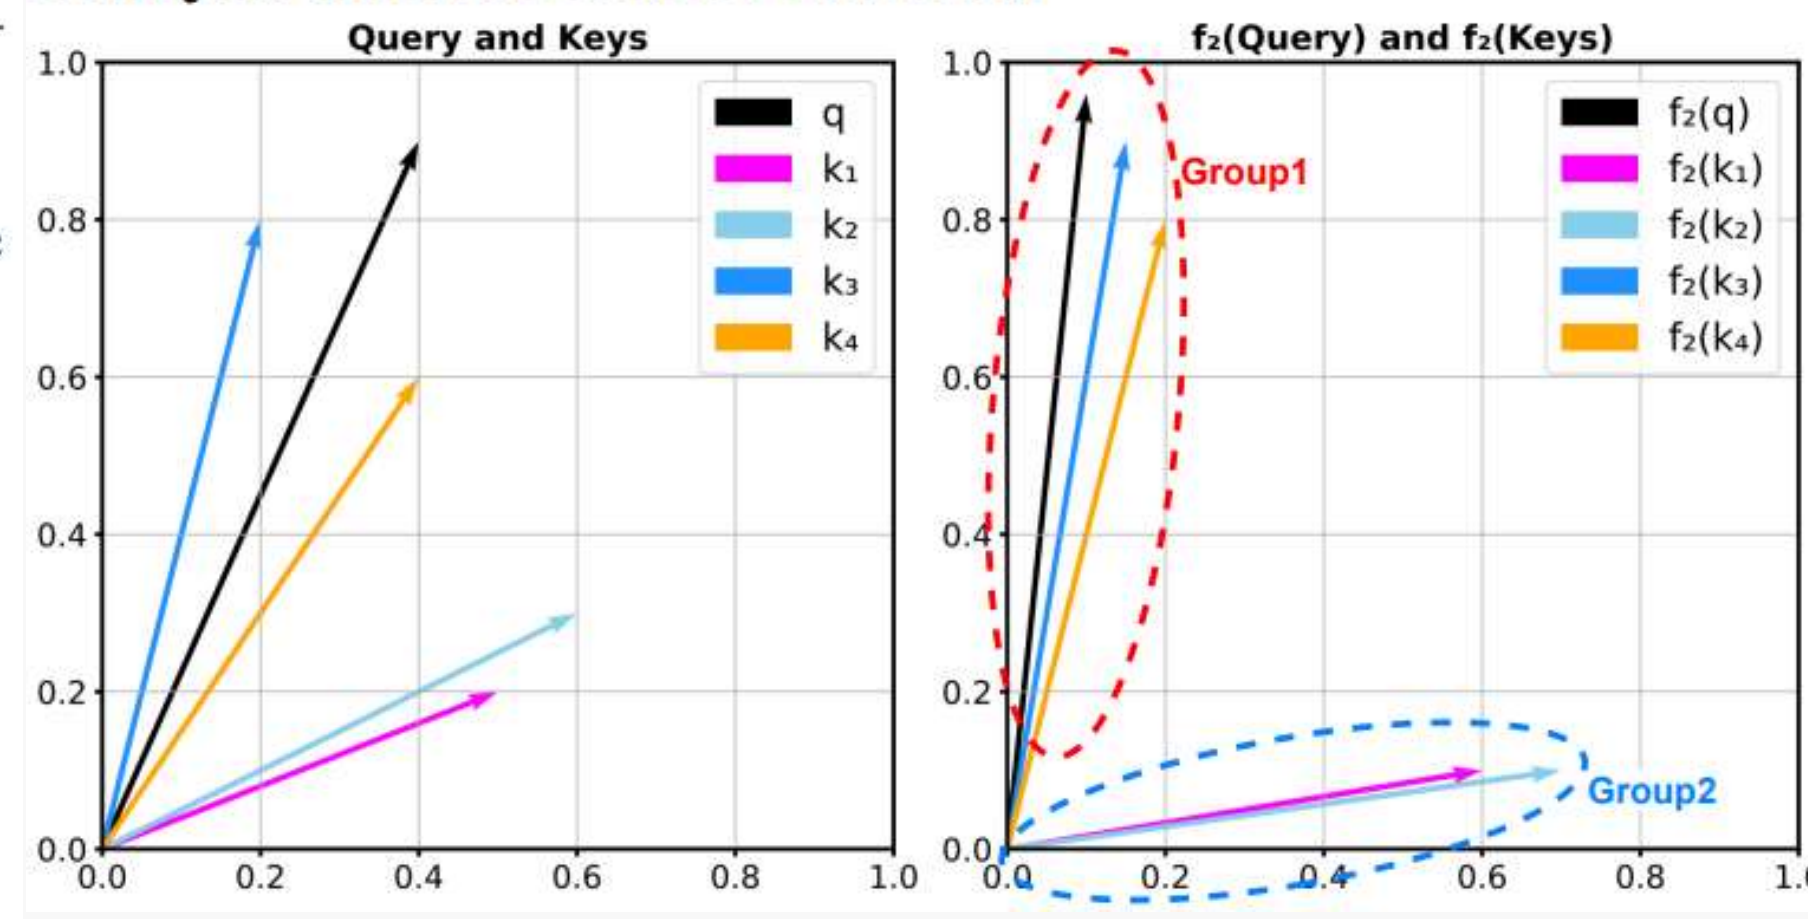 Query and Keys
1.0
0.8
0.6
0.4
0.2
0.0
0.0 0.2 0.4 0.6 0.8 1.0
q
k₁
k₂
k₃
k₄
f₂(Query) and f₂(Keys)
1.0
0.8
0.6
0.4
0.2
0.0
0.0 0.2 0.4 0.6 0.8
f₂(q)
f₂(k₁)
f₂(k₂)
f₂(k₃)
f₂(k₄)
Group1
Group2